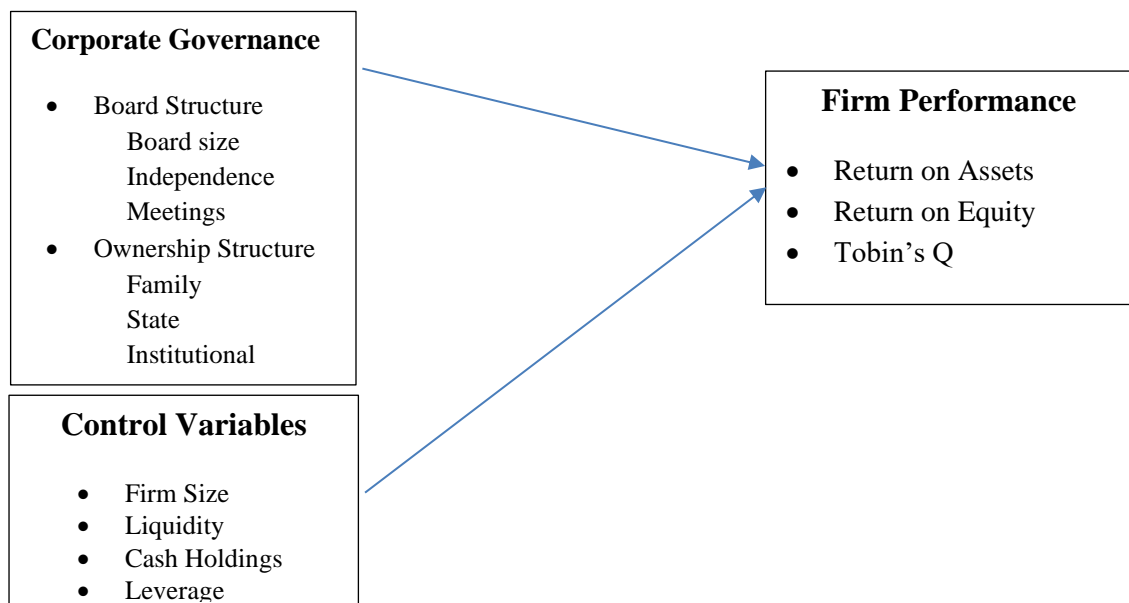 Corporate Governance
• Board Structure
Board size
Independence
Meetings
• Ownership Structure
Family
State
Institutional
Control Variables
• Firm Size
• Liquidity
• Cash Holdings
• Leverage
Firm Performance
• Return on Assets
• Return on Equity
• Tobin’s Q